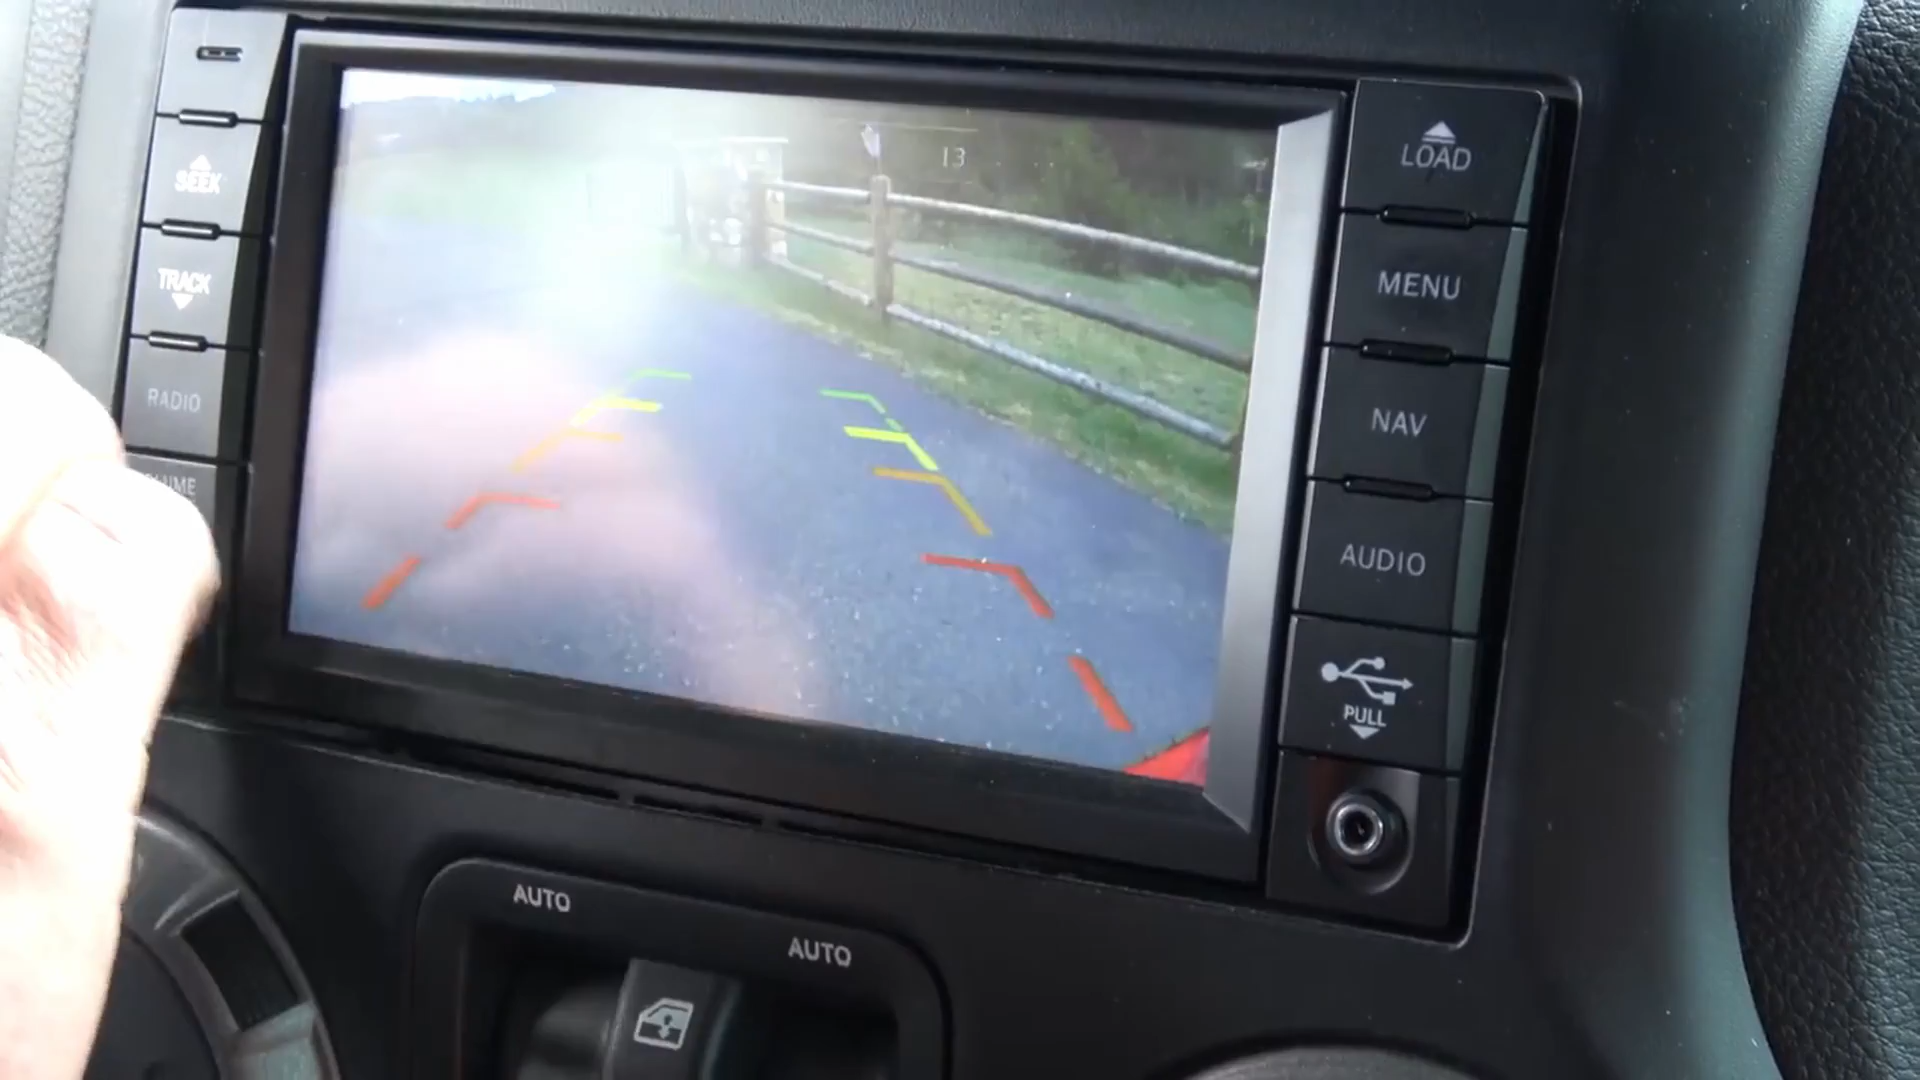 SEEK
TRACK
RADIO
13
LOAD
MENU
NAV
AUDIO
PULL
AUTO
AUTO